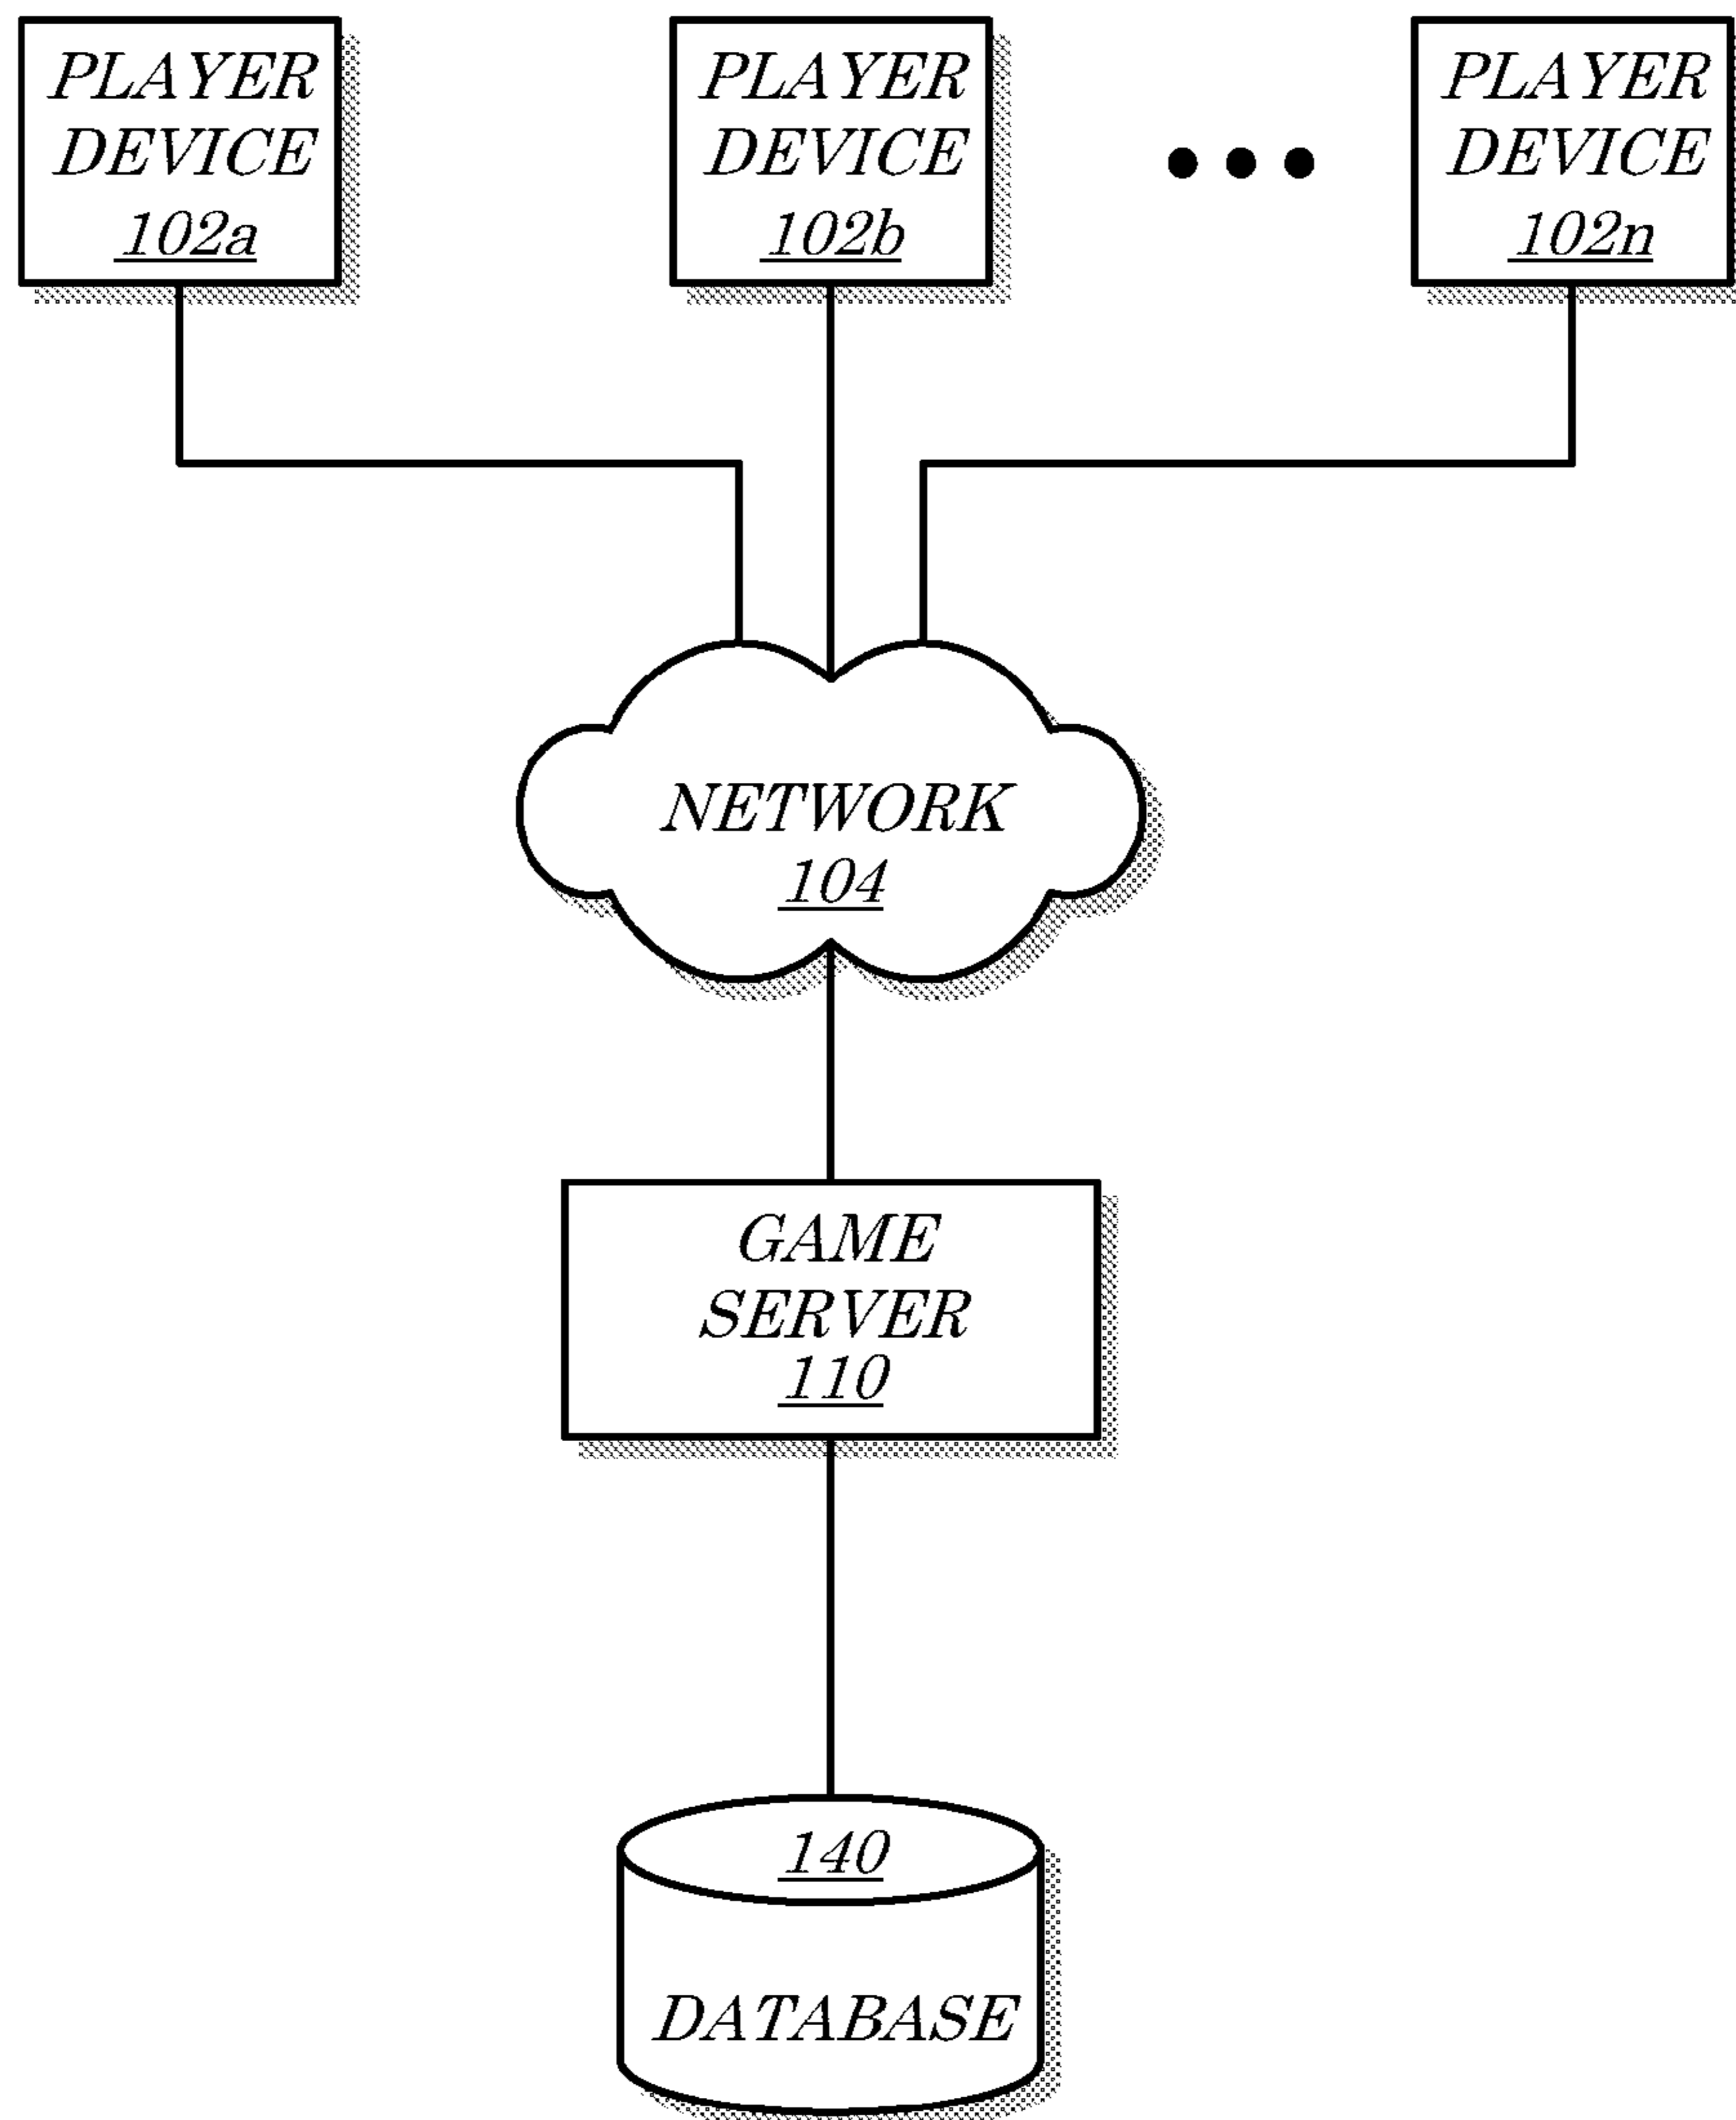 PLAYER
DEVICE
102a
PLAYER
DEVICE
102b
PLAYER
DEVICE
102n
NETWORK
104
GAME
SERVER
110
140
DATABASE